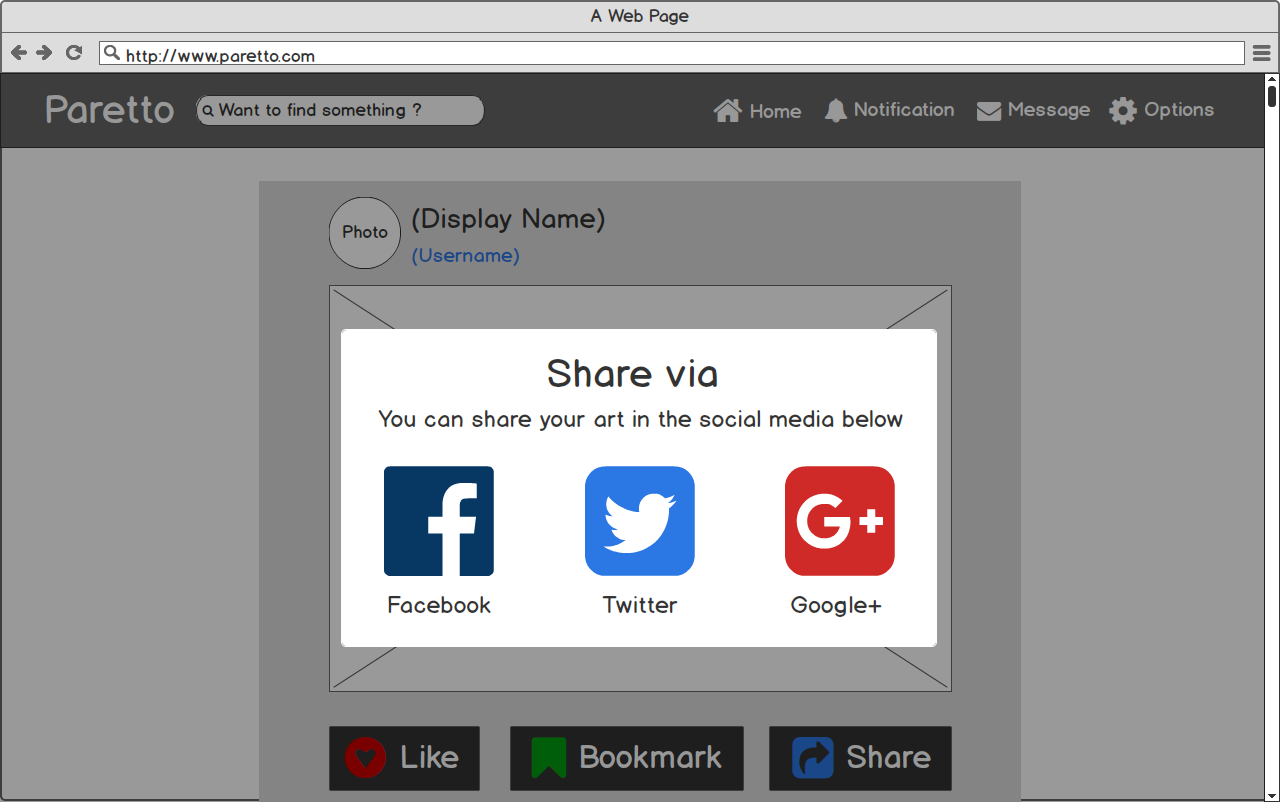 A Web Page
http://www.paretto.com
Paretto
Want to find something ?
Home
Notification
Message
Options
Photo
(Display Name)
(Username)
Share via
You can share your art in the social media below
Facebook
Twitter
Google+
Like
Bookmark
Share